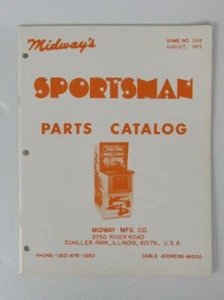 Midway's
GAME NO. 568
AUGUST, 1973
SPORTSMAN
PARTS CATALOG
MIDWAY MFG. CO.
3750 RIVER ROAD
SCHILLER PARK, ILLINOIS, 60176, U.S.A.
PHONE - (312) 678-1350
CABLE ADDRESS MIDCO